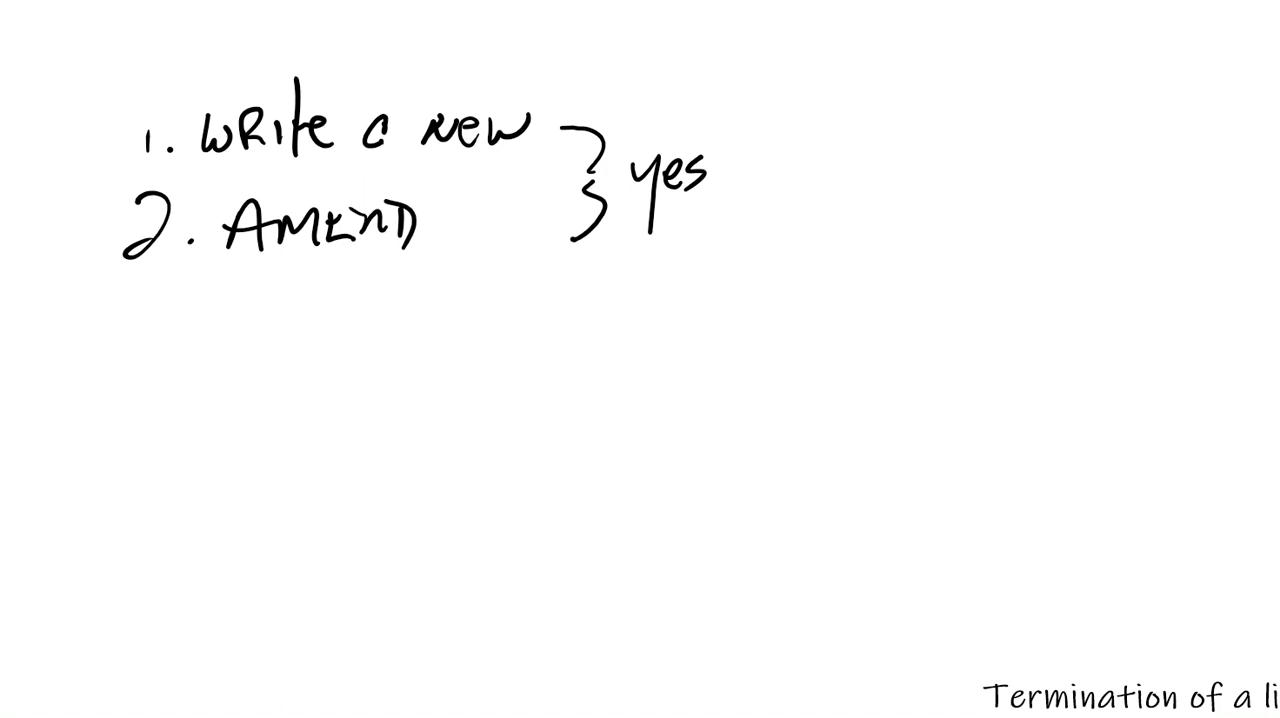 1. Write a new
2. AMEND
yes
Termination of a li